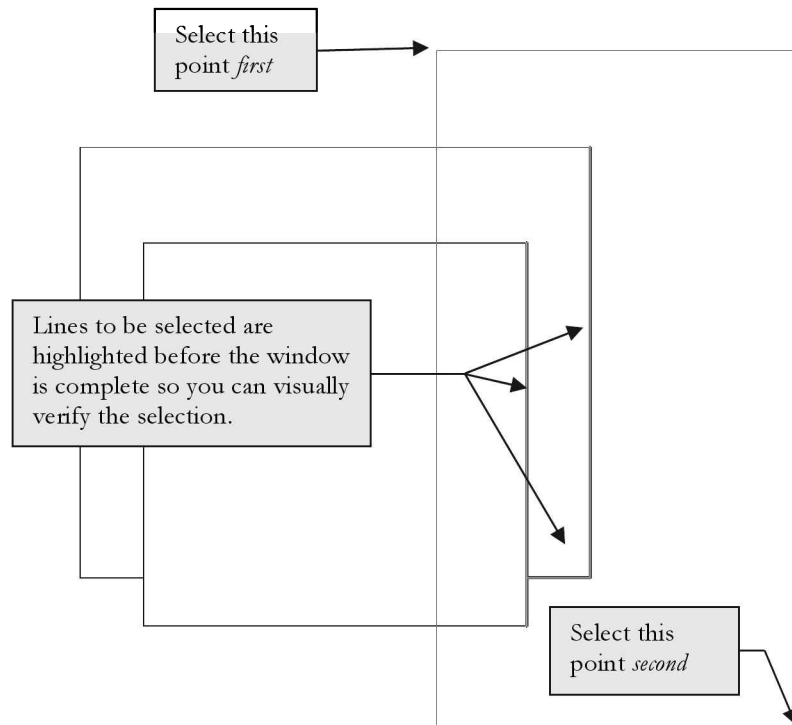 Select this
point first
Lines to be selected are
highlighted before the window
is complete so you can visually
verify the selection.
Select this
point second